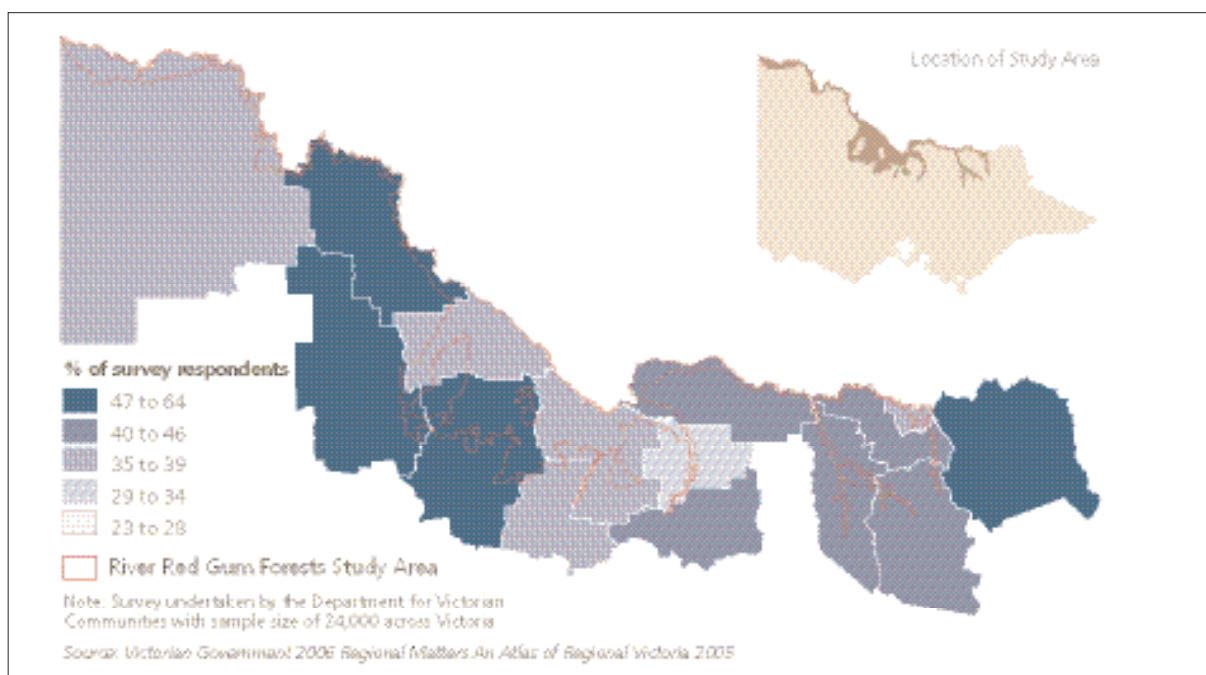 Location of Study Area
% of survey respondents
47 to 64
40 to 46
35 to 39
29 to 34
23 to 28
River Red Gum Forests Study Area
Note: Survey undertaken by the Department for Victorian
Communities with sample size of 24,000 across Victoria
Source: Victorian Government 2006 Regional Matters An Atlas of Regional Victoria 2005